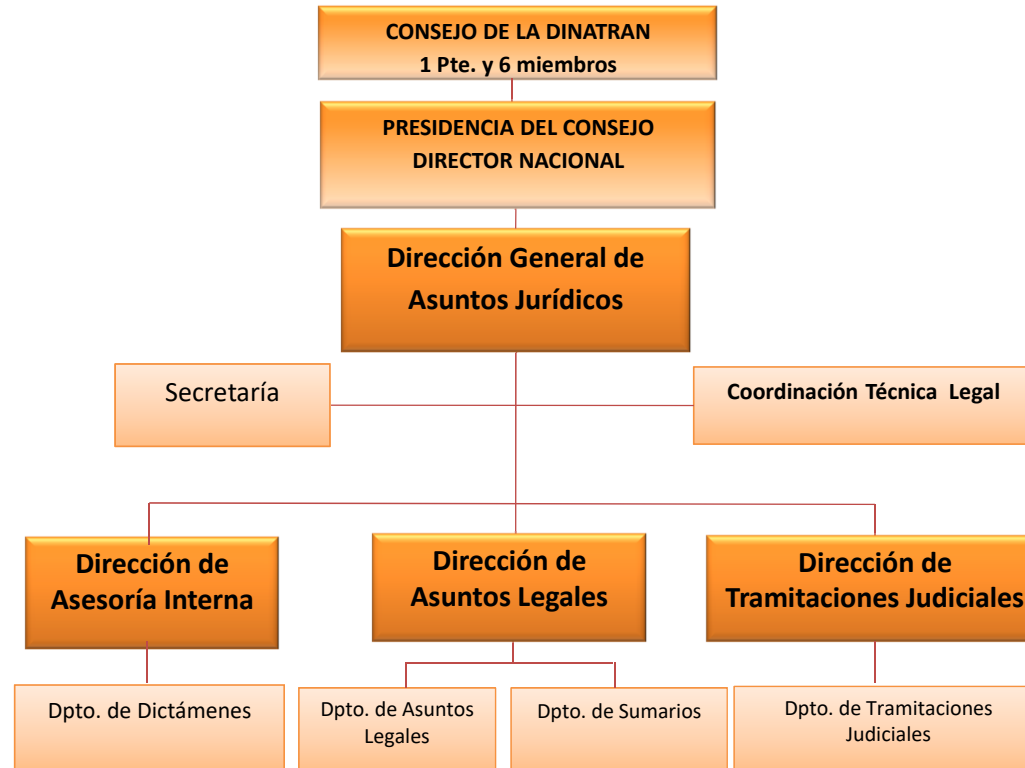 CONSEJO DE LA DINATRAN
1 Pte. y 6 miembros
PRESIDENCIA DEL CONSEJO
DIRECTOR NACIONAL
Dirección General de
Asuntos Jurídicos
Secretaría
Coordinación Técnica Legal
Dirección de
Asesoría Interna
Dirección de
Asuntos Legales
Dirección de
Tramitaciones Judiciales
Dpto. de Dictámenes
Dpto. de Asuntos
Legales
Dpto. de Sumarios
Dpto. de Tramitaciones
Judiciales